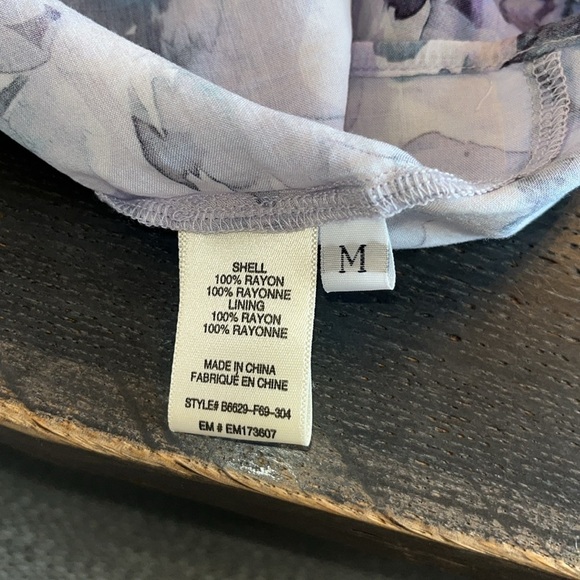 SHELL
100% RAYON
100% RAYONNE
LINING
100% RAYON
100% RAYONNE
MADE IN CHINA
FABRIQUÉ EN CHINE
STYLE# B6629-F69-304
EM # EM173607
M